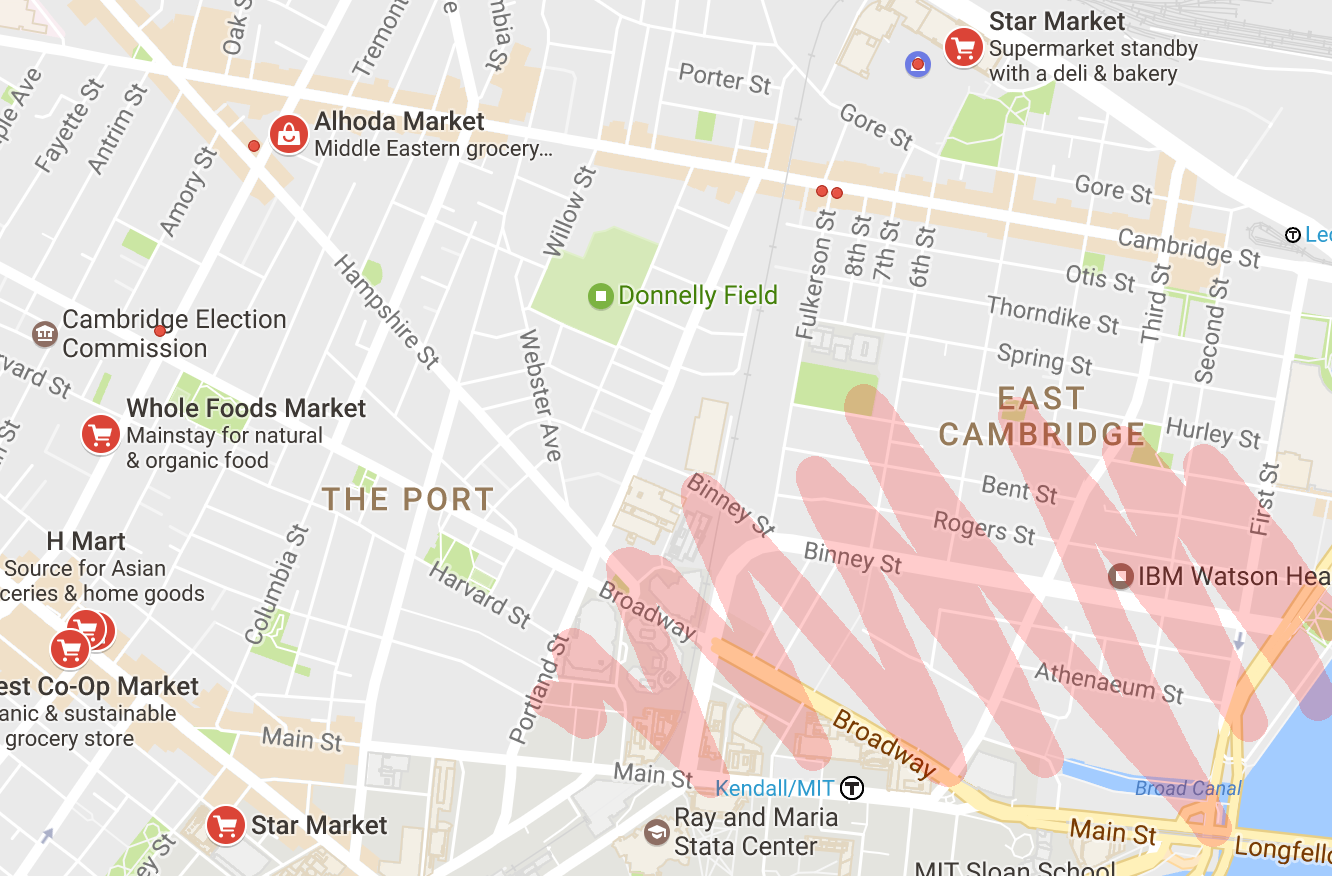 Star Market
Supermarket standby
with a deli & bakery
Oak S
Tremont
mbia St
Porter St
ple Ave
Fayette St
Antrim St
Alhoda Market
Middle Eastern grocery...
Gore St
Amory St
Willow St
Gore St
Cambridge St
Lec
Fulkerson St
8th St
7th St
6th St
Otis St
Third St
Second St
Hampshire St
Donnelly Field
Thorndike St
Cambridge Election
Commission
Webster Ave
Spring St
rvard St
EAST
CAMBRIDGE
Whole Foods Market
Mainstay for natural
& organic food
Hurley St
n St
THE PORT
Binney St
Bent St
First St
Rogers St
H Mart
Source for Asian
ceries & home goods
Columbia St
Harvard St
Binney St
IBM Watson Hea
Broadway
Portland St
est Co-Op Market
anic & sustainable
grocery store
Athenaeum St
Main St
Broadway
Main St
Kendall/MIT
Broad Canal
Star Market
Ray and Maria
Stata Center
Main St
Longfello
ey St
MIT Sloan School